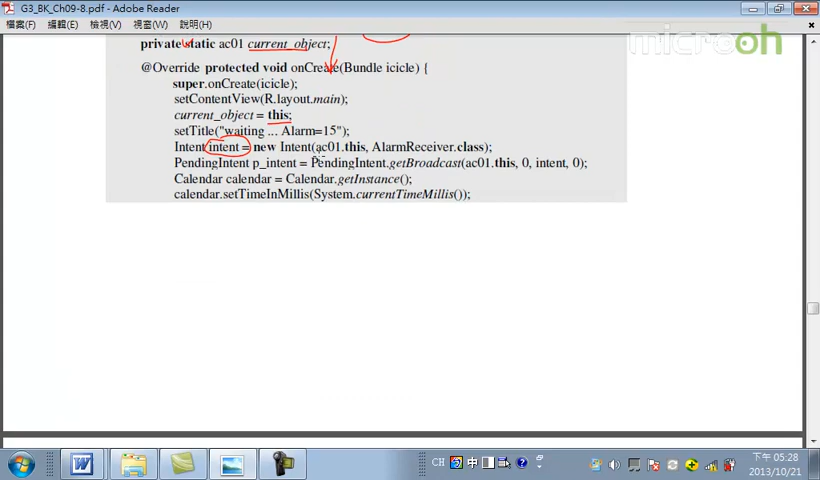 G3_BK_Ch09-8.pdf - Adobe Reader
檔案(F) 編輯(E) 檢視(V) 視窗(W) 說明(H)
microoh
private static ac01 current_object;
@Override protected void onCreate(Bundle icicle) {
super.onCreate(icicle);
setContentView(R.layout.main);
current_object = this;
setTitle("waiting ... Alarm=15");
Intent intent = new Intent(ac01.this, AlarmReceiver.class);
PendingIntent p_intent = PendingIntent.getBroadcast(ac01.this, 0, intent, 0);
Calendar calendar = Calendar.getInstance();
calendar.setTimeInMillis(System.currentTimeMillis());
CH 中
下午 05:28
2013/10/21